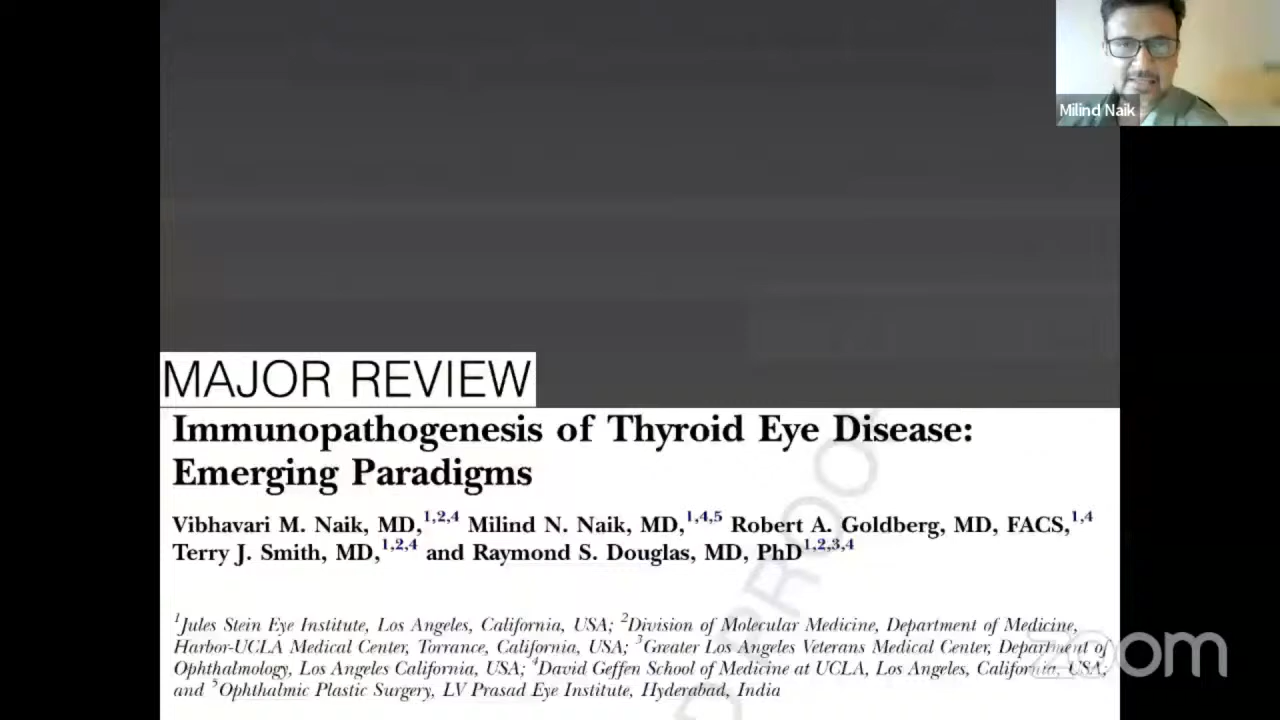 Milind Naik
MAJOR REVIEW
Immunopathogenesis of Thyroid Eye Disease:
Emerging Paradigms
Vibhavari M. Naik, MD,1,2,4 Milind N. Naik, MD,1,4,5 Robert A. Goldberg, MD, FACS,1,4
Terry J. Smith, MD,1,2,4 and Raymond S. Douglas, MD, PhD1,2,3,4
1Jules Stein Eye Institute, Los Angeles, California, USA; 2Division of Molecular Medicine, Department of Medicine,
Harbor-UCLA Medical Center, Torrance, California, USA; 3Greater Los Angeles Veterans Medical Center, Department of
Ophthalmology, Los Angeles California, USA; 4David Geffen School of Medicine at UCLA, Los Angeles, California, USA;
and 5Ophthalmic Plastic Surgery, LV Prasad Eye Institute, Hyderabad, India
D PROO
zoom